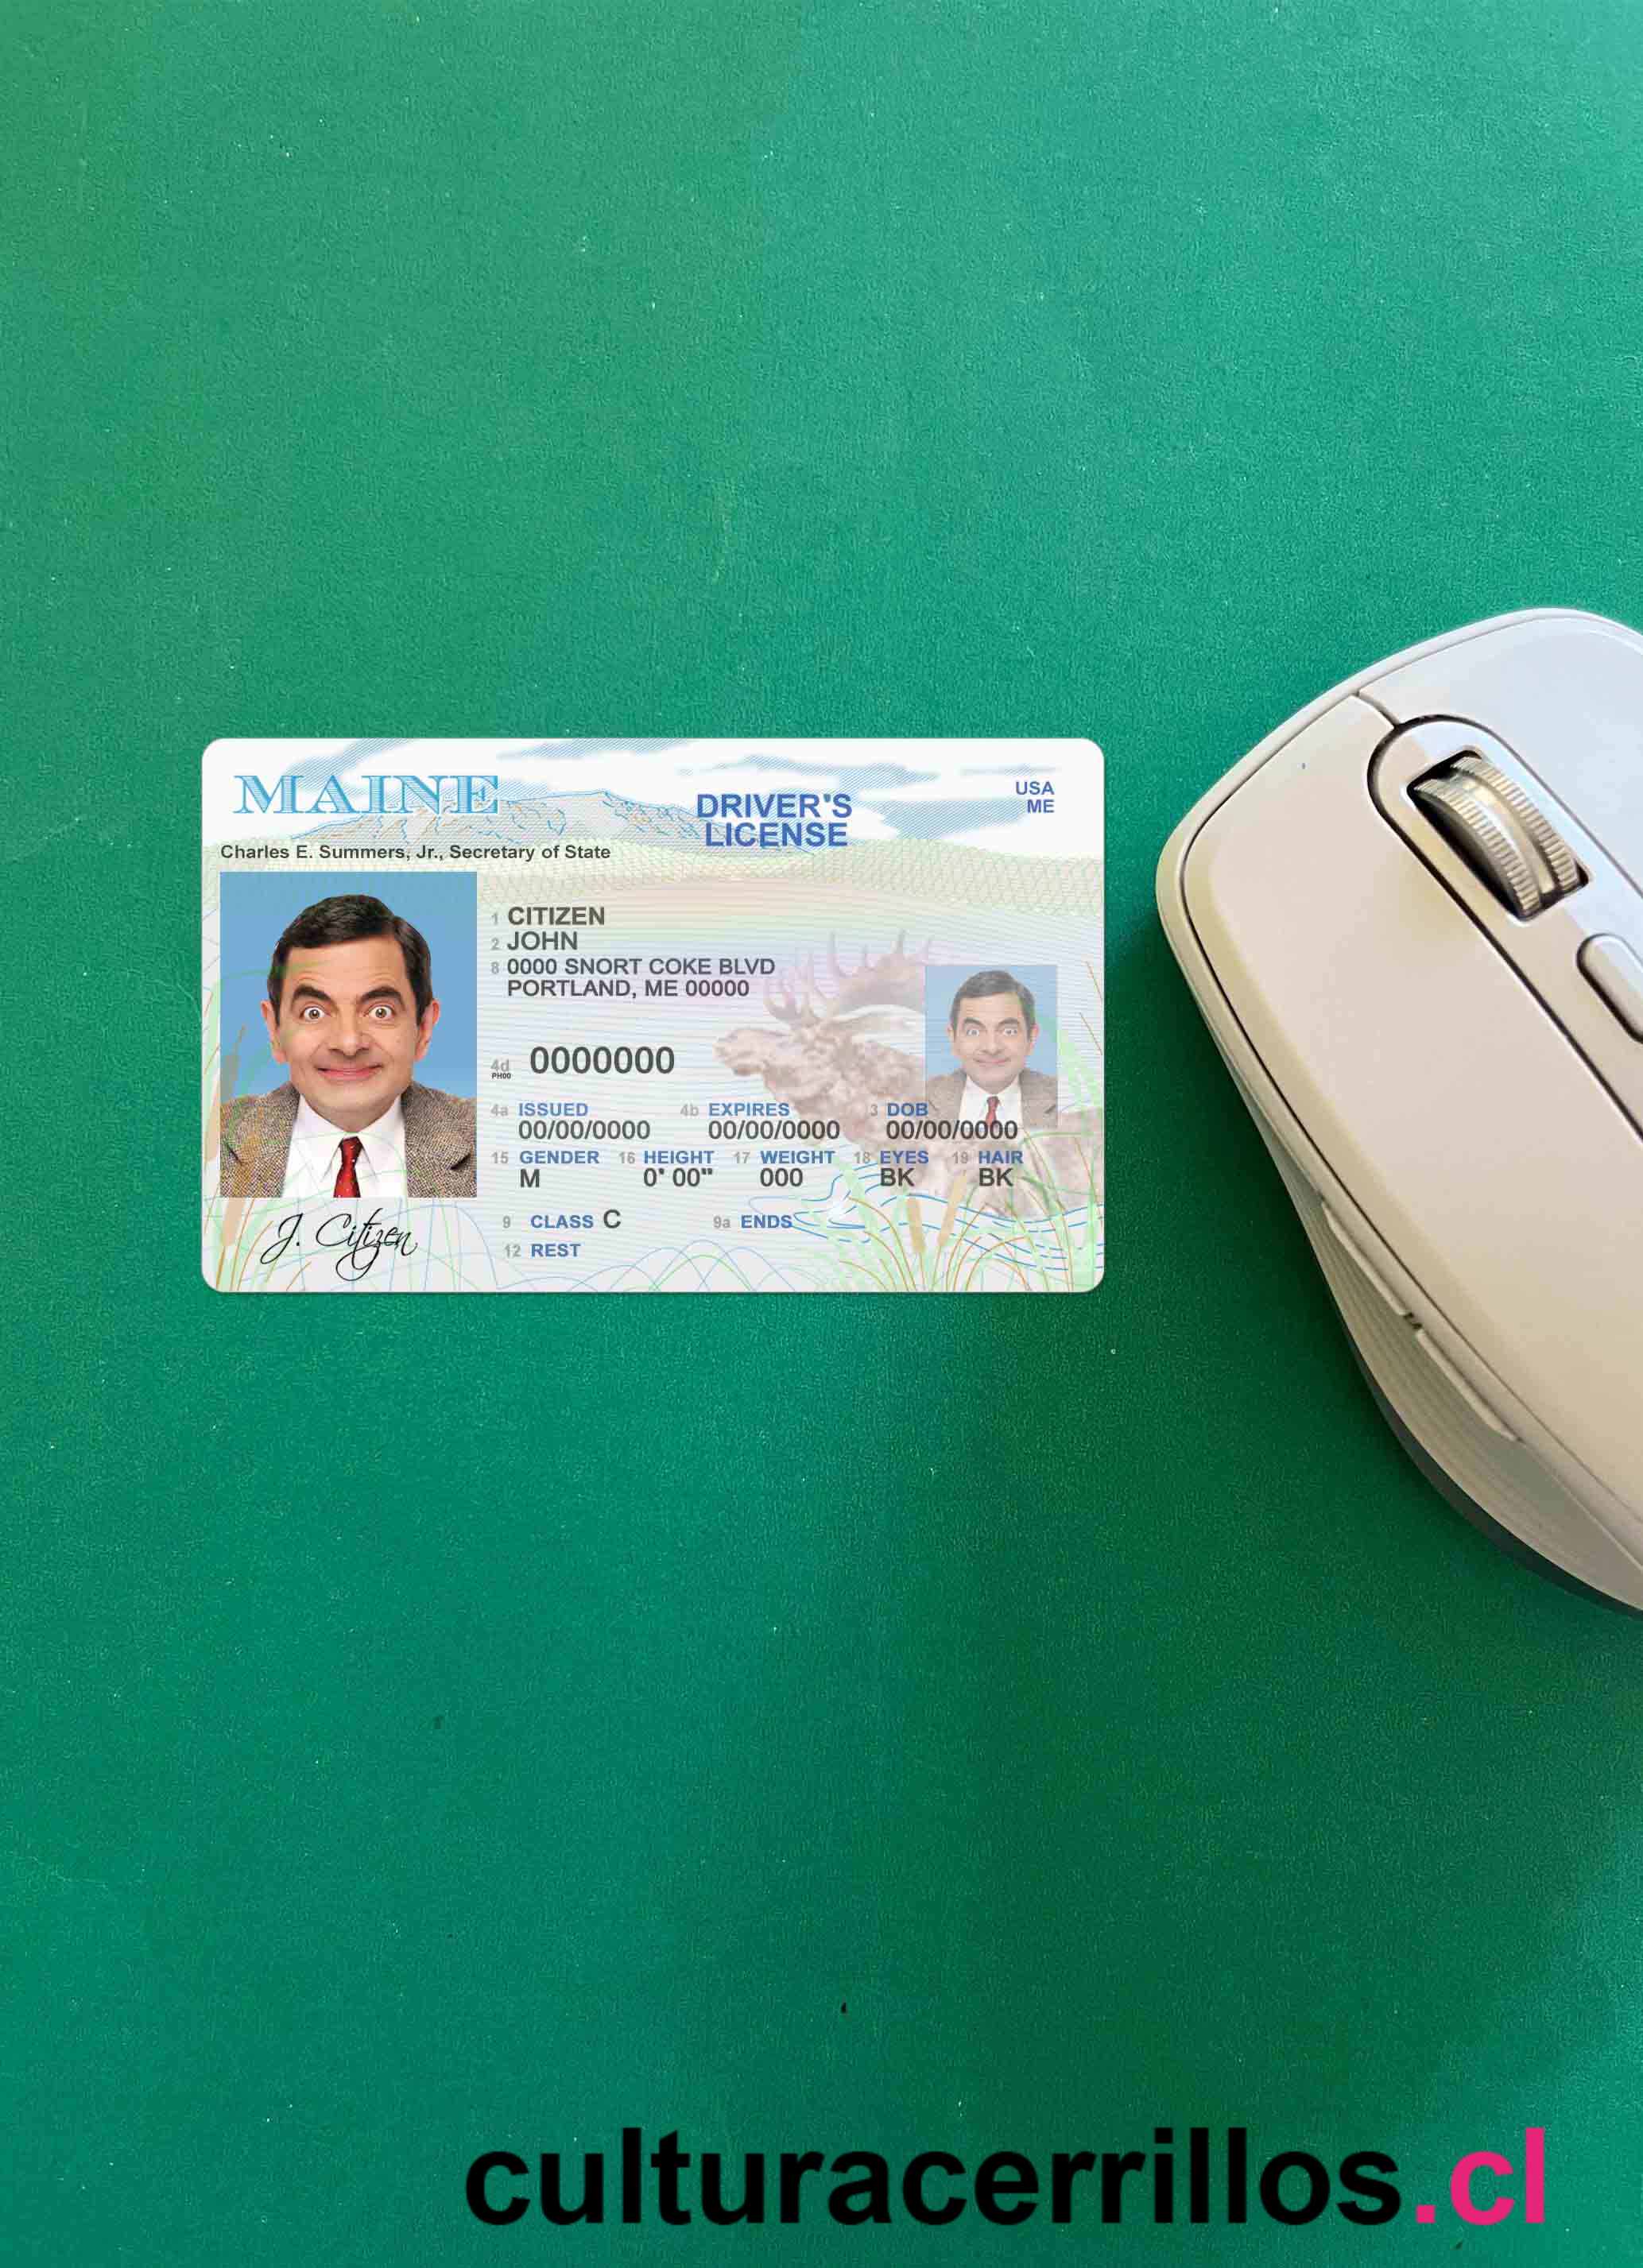 MAINE
DRIVER'S
LICENSE
USA
ME
Charles E. Summers, Jr., Secretary of State
1 CITIZEN
2 JOHN
8 0000 SNORT COKE BLVD
PORTLAND, ME 00000
4d 0000000
PH00
4a ISSUED 4b EXPIRES 3 DOB
00/00/0000 00/00/0000 00/00/0000
15 GENDER 16 HEIGHT 17 WEIGHT 18 EYES 19 HAIR
M 0' 00" 000 BK BK
9 CLASS C 9a ENDS
12 REST
J. Citizen
culturacerrillos.cl